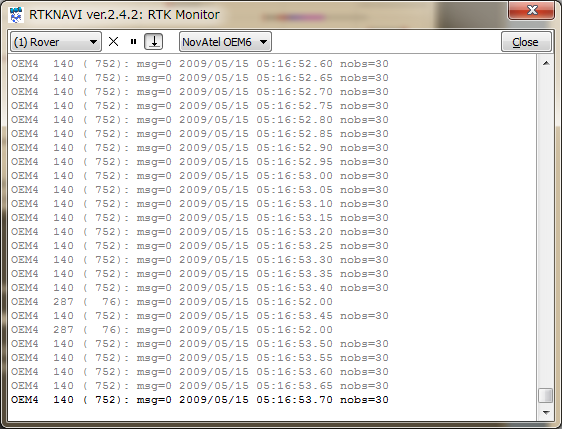 RTKNAVI ver.2.4.2: RTK Monitor
(1) Rover NovAtel OEM6 Close
OEM4 140 ( 752): msg=0 2009/05/15 05:16:52.60 nobs=30
OEM4 140 ( 752): msg=0 2009/05/15 05:16:52.65 nobs=30
OEM4 140 ( 752): msg=0 2009/05/15 05:16:52.70 nobs=30
OEM4 140 ( 752): msg=0 2009/05/15 05:16:52.75 nobs=30
OEM4 140 ( 752): msg=0 2009/05/15 05:16:52.80 nobs=30
OEM4 140 ( 752): msg=0 2009/05/15 05:16:52.85 nobs=30
OEM4 140 ( 752): msg=0 2009/05/15 05:16:52.90 nobs=30
OEM4 140 ( 752): msg=0 2009/05/15 05:16:52.95 nobs=30
OEM4 140 ( 752): msg=0 2009/05/15 05:16:53.00 nobs=30
OEM4 140 ( 752): msg=0 2009/05/15 05:16:53.05 nobs=30
OEM4 140 ( 752): msg=0 2009/05/15 05:16:53.10 nobs=30
OEM4 140 ( 752): msg=0 2009/05/15 05:16:53.15 nobs=30
OEM4 140 ( 752): msg=0 2009/05/15 05:16:53.20 nobs=30
OEM4 140 ( 752): msg=0 2009/05/15 05:16:53.25 nobs=30
OEM4 140 ( 752): msg=0 2009/05/15 05:16:53.30 nobs=30
OEM4 140 ( 752): msg=0 2009/05/15 05:16:53.35 nobs=30
OEM4 140 ( 752): msg=0 2009/05/15 05:16:53.40 nobs=30
OEM4 287 ( 76): msg=0 2009/05/15 05:16:52.00
OEM4 140 ( 752): msg=0 2009/05/15 05:16:53.45 nobs=30
OEM4 287 ( 76): msg=0 2009/05/15 05:16:52.00
OEM4 140 ( 752): msg=0 2009/05/15 05:16:53.50 nobs=30
OEM4 140 ( 752): msg=0 2009/05/15 05:16:53.55 nobs=30
OEM4 140 ( 752): msg=0 2009/05/15 05:16:53.60 nobs=30
OEM4 140 ( 752): msg=0 2009/05/15 05:16:53.65 nobs=30
OEM4 140 ( 752): msg=0 2009/05/15 05:16:53.70 nobs=30